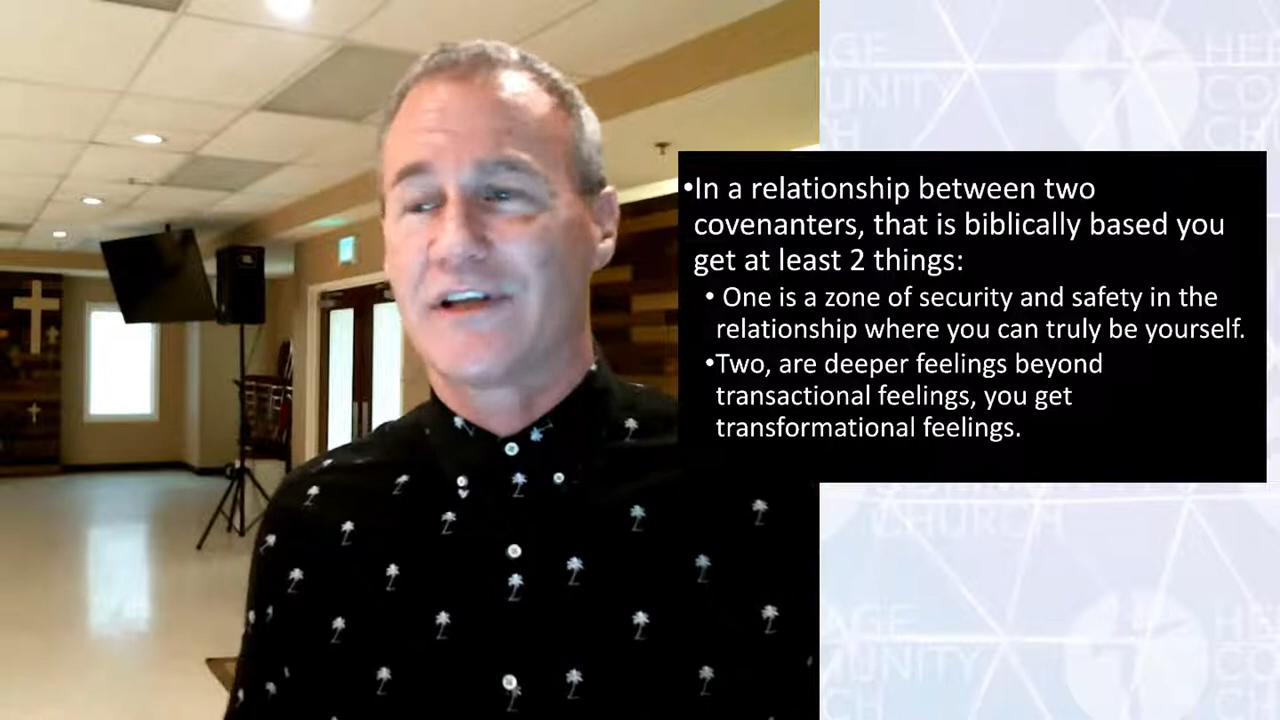 •In a relationship between two
covenanters, that is biblically based you
get at least 2 things:
• One is a zone of security and safety in the
relationship where you can truly be yourself.
•Two, are deeper feelings beyond
transactional feelings, you get
transformational feelings.
CHURCH